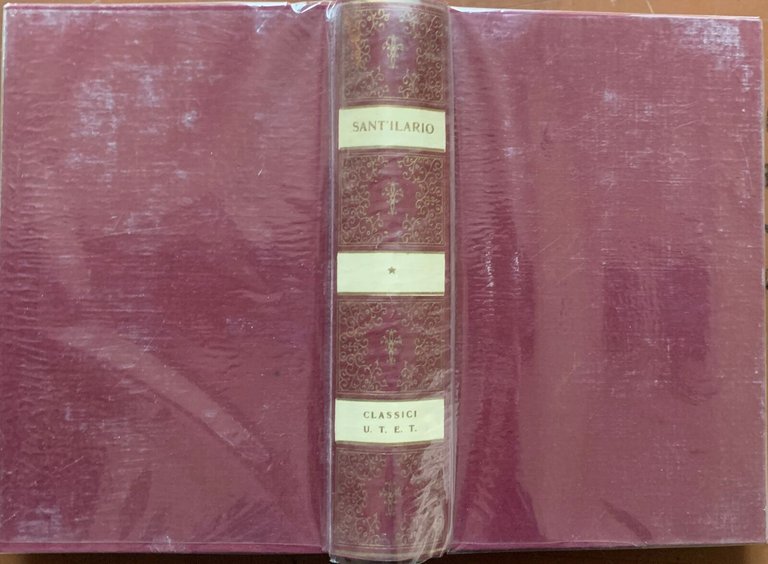 SANT'ILARIO
★
CLASSICI
U. T. E. T.